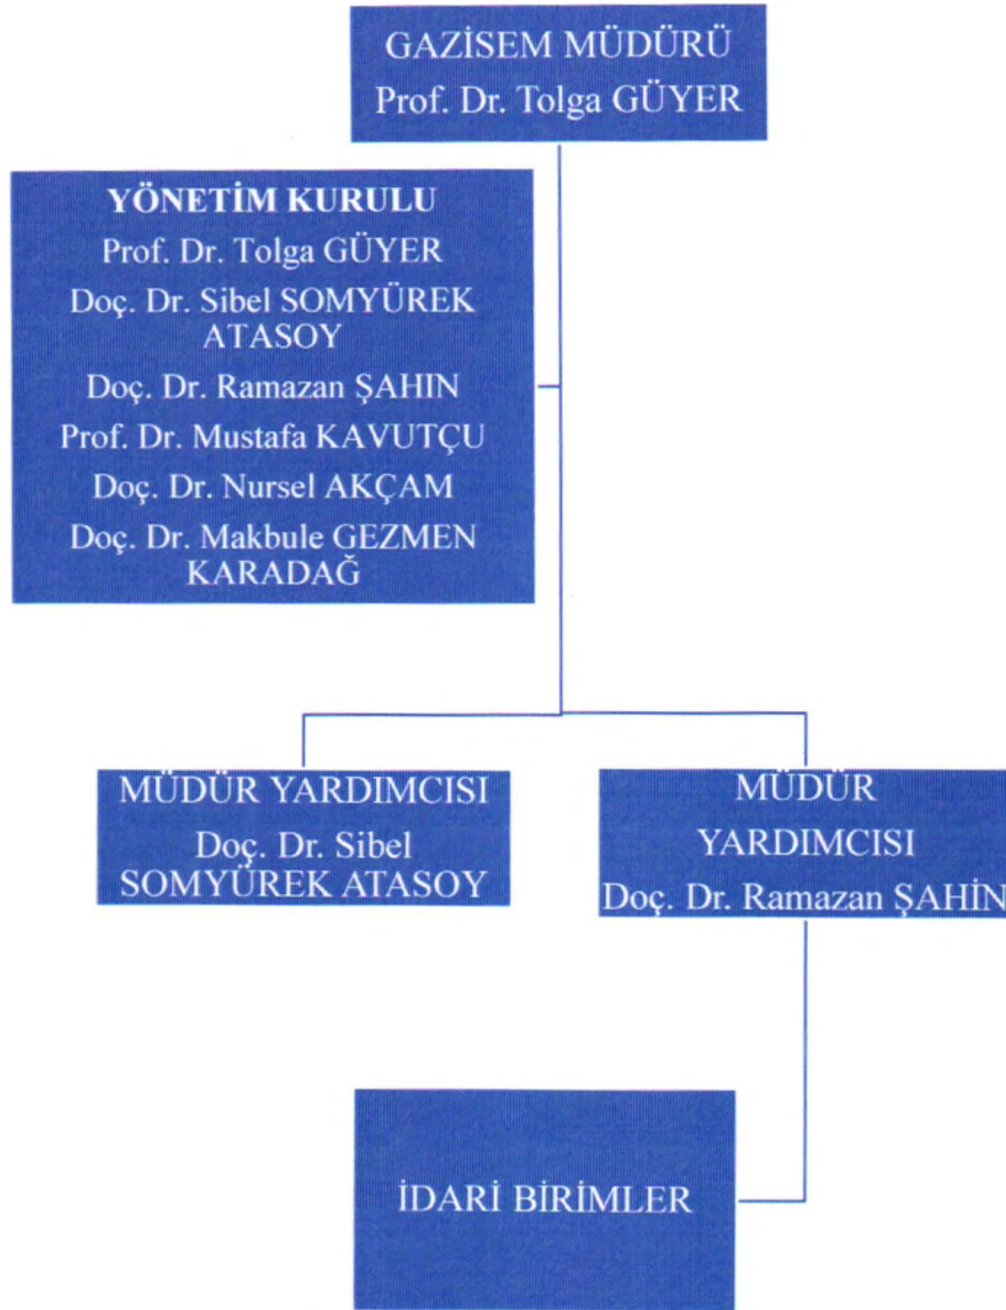 GAZİSEM MÜDÜRÜ
Prof. Dr. Tolga GÜYER
YÖNETİM KURULU
Prof. Dr. Tolga GÜYER
Doç. Dr. Sibel SOMYÜREK
ATASOY
Doç. Dr. Ramazan ŞAHIN
Prof. Dr. Mustafa KAVUTÇU
Doç. Dr. Nursel AKÇAM
Doç. Dr. Makbule GEZMEN
KARADAĞ
MÜDÜR YARDIMCISI
Doç. Dr. Sibel
SOMYÜREK ATASOY
MÜDÜR
YARDIMCISI
Doç. Dr. Ramazan ŞAHİN
İDARİ BİRİMLER